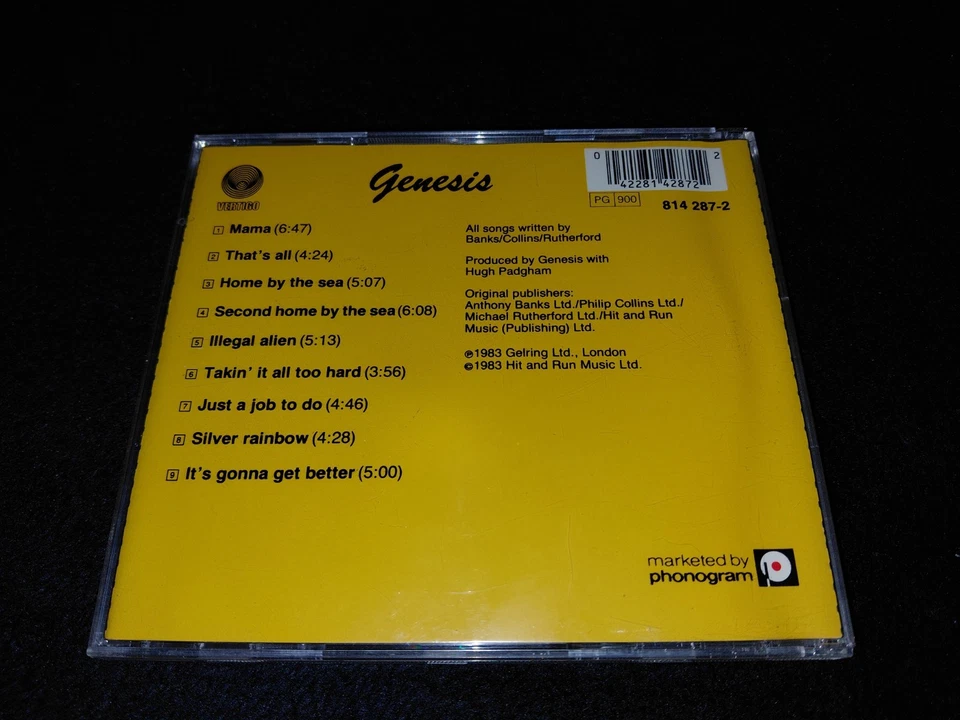 VERTIGO
Genesis
0 42281 42872 2
PG 900
814 287-2
1 Mama (6:47)
2 That's all (4:24)
3 Home by the sea (5:07)
4 Second home by the sea (6:08)
5 Illegal alien (5:13)
6 Takin' it all too hard (3:56)
7 Just a job to do (4:46)
8 Silver rainbow (4:28)
9 It's gonna get better (5:00)
All songs written by
Banks/Collins/Rutherford
Produced by Genesis with
Hugh Padgham
Original publishers:
Anthony Banks Ltd./Philip Collins Ltd./
Michael Rutherford Ltd./Hit and Run
Music (Publishing) Ltd.
℗1983 Gelring Ltd., London
©1983 Hit and Run Music Ltd.
marketed by
phonogram